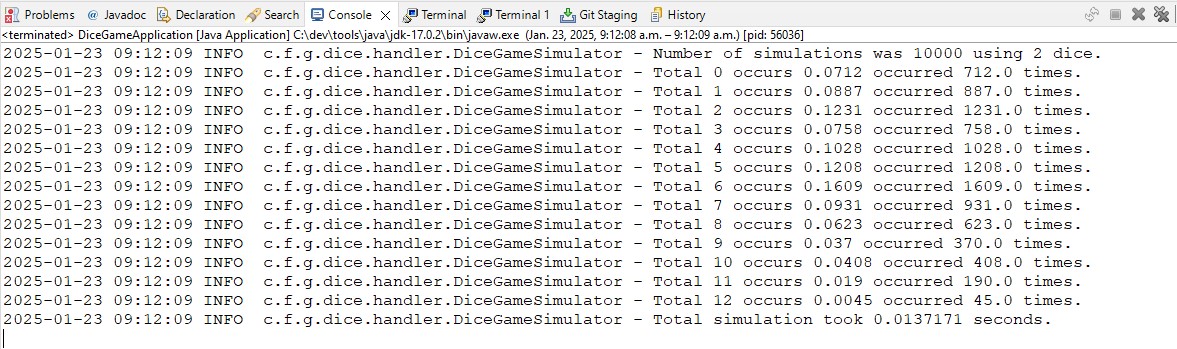 Problems @ Javadoc Declaration Search Console Terminal Terminal 1 Git Staging History
<terminated> DiceGameApplication [Java Application] C:\dev\tools\java\jdk-17.0.2\bin\javaw.exe (Jan. 23, 2025, 9:12:08 a.m. – 9:12:09 a.m.) [pid: 56036]
2025-01-23 09:12:09 INFO  c.f.g.dice.handler.DiceGameSimulator - Number of simulations was 10000 using 2 dice.
2025-01-23 09:12:09 INFO  c.f.g.dice.handler.DiceGameSimulator - Total 0 occurs 0.0712 occurred 712.0 times.
2025-01-23 09:12:09 INFO  c.f.g.dice.handler.DiceGameSimulator - Total 1 occurs 0.0887 occurred 887.0 times.
2025-01-23 09:12:09 INFO  c.f.g.dice.handler.DiceGameSimulator - Total 2 occurs 0.1231 occurred 1231.0 times.
2025-01-23 09:12:09 INFO  c.f.g.dice.handler.DiceGameSimulator - Total 3 occurs 0.0758 occurred 758.0 times.
2025-01-23 09:12:09 INFO  c.f.g.dice.handler.DiceGameSimulator - Total 4 occurs 0.1028 occurred 1028.0 times.
2025-01-23 09:12:09 INFO  c.f.g.dice.handler.DiceGameSimulator - Total 5 occurs 0.1208 occurred 1208.0 times.
2025-01-23 09:12:09 INFO  c.f.g.dice.handler.DiceGameSimulator - Total 6 occurs 0.1609 occurred 1609.0 times.
2025-01-23 09:12:09 INFO  c.f.g.dice.handler.DiceGameSimulator - Total 7 occurs 0.0931 occurred 931.0 times.
2025-01-23 09:12:09 INFO  c.f.g.dice.handler.DiceGameSimulator - Total 8 occurs 0.0623 occurred 623.0 times.
2025-01-23 09:12:09 INFO  c.f.g.dice.handler.DiceGameSimulator - Total 9 occurs 0.037 occurred 370.0 times.
2025-01-23 09:12:09 INFO  c.f.g.dice.handler.DiceGameSimulator - Total 10 occurs 0.0408 occurred 408.0 times.
2025-01-23 09:12:09 INFO  c.f.g.dice.handler.DiceGameSimulator - Total 11 occurs 0.019 occurred 190.0 times.
2025-01-23 09:12:09 INFO  c.f.g.dice.handler.DiceGameSimulator - Total 12 occurs 0.0045 occurred 45.0 times.
2025-01-23 09:12:09 INFO  c.f.g.dice.handler.DiceGameSimulator - Total simulation took 0.0137171 seconds.